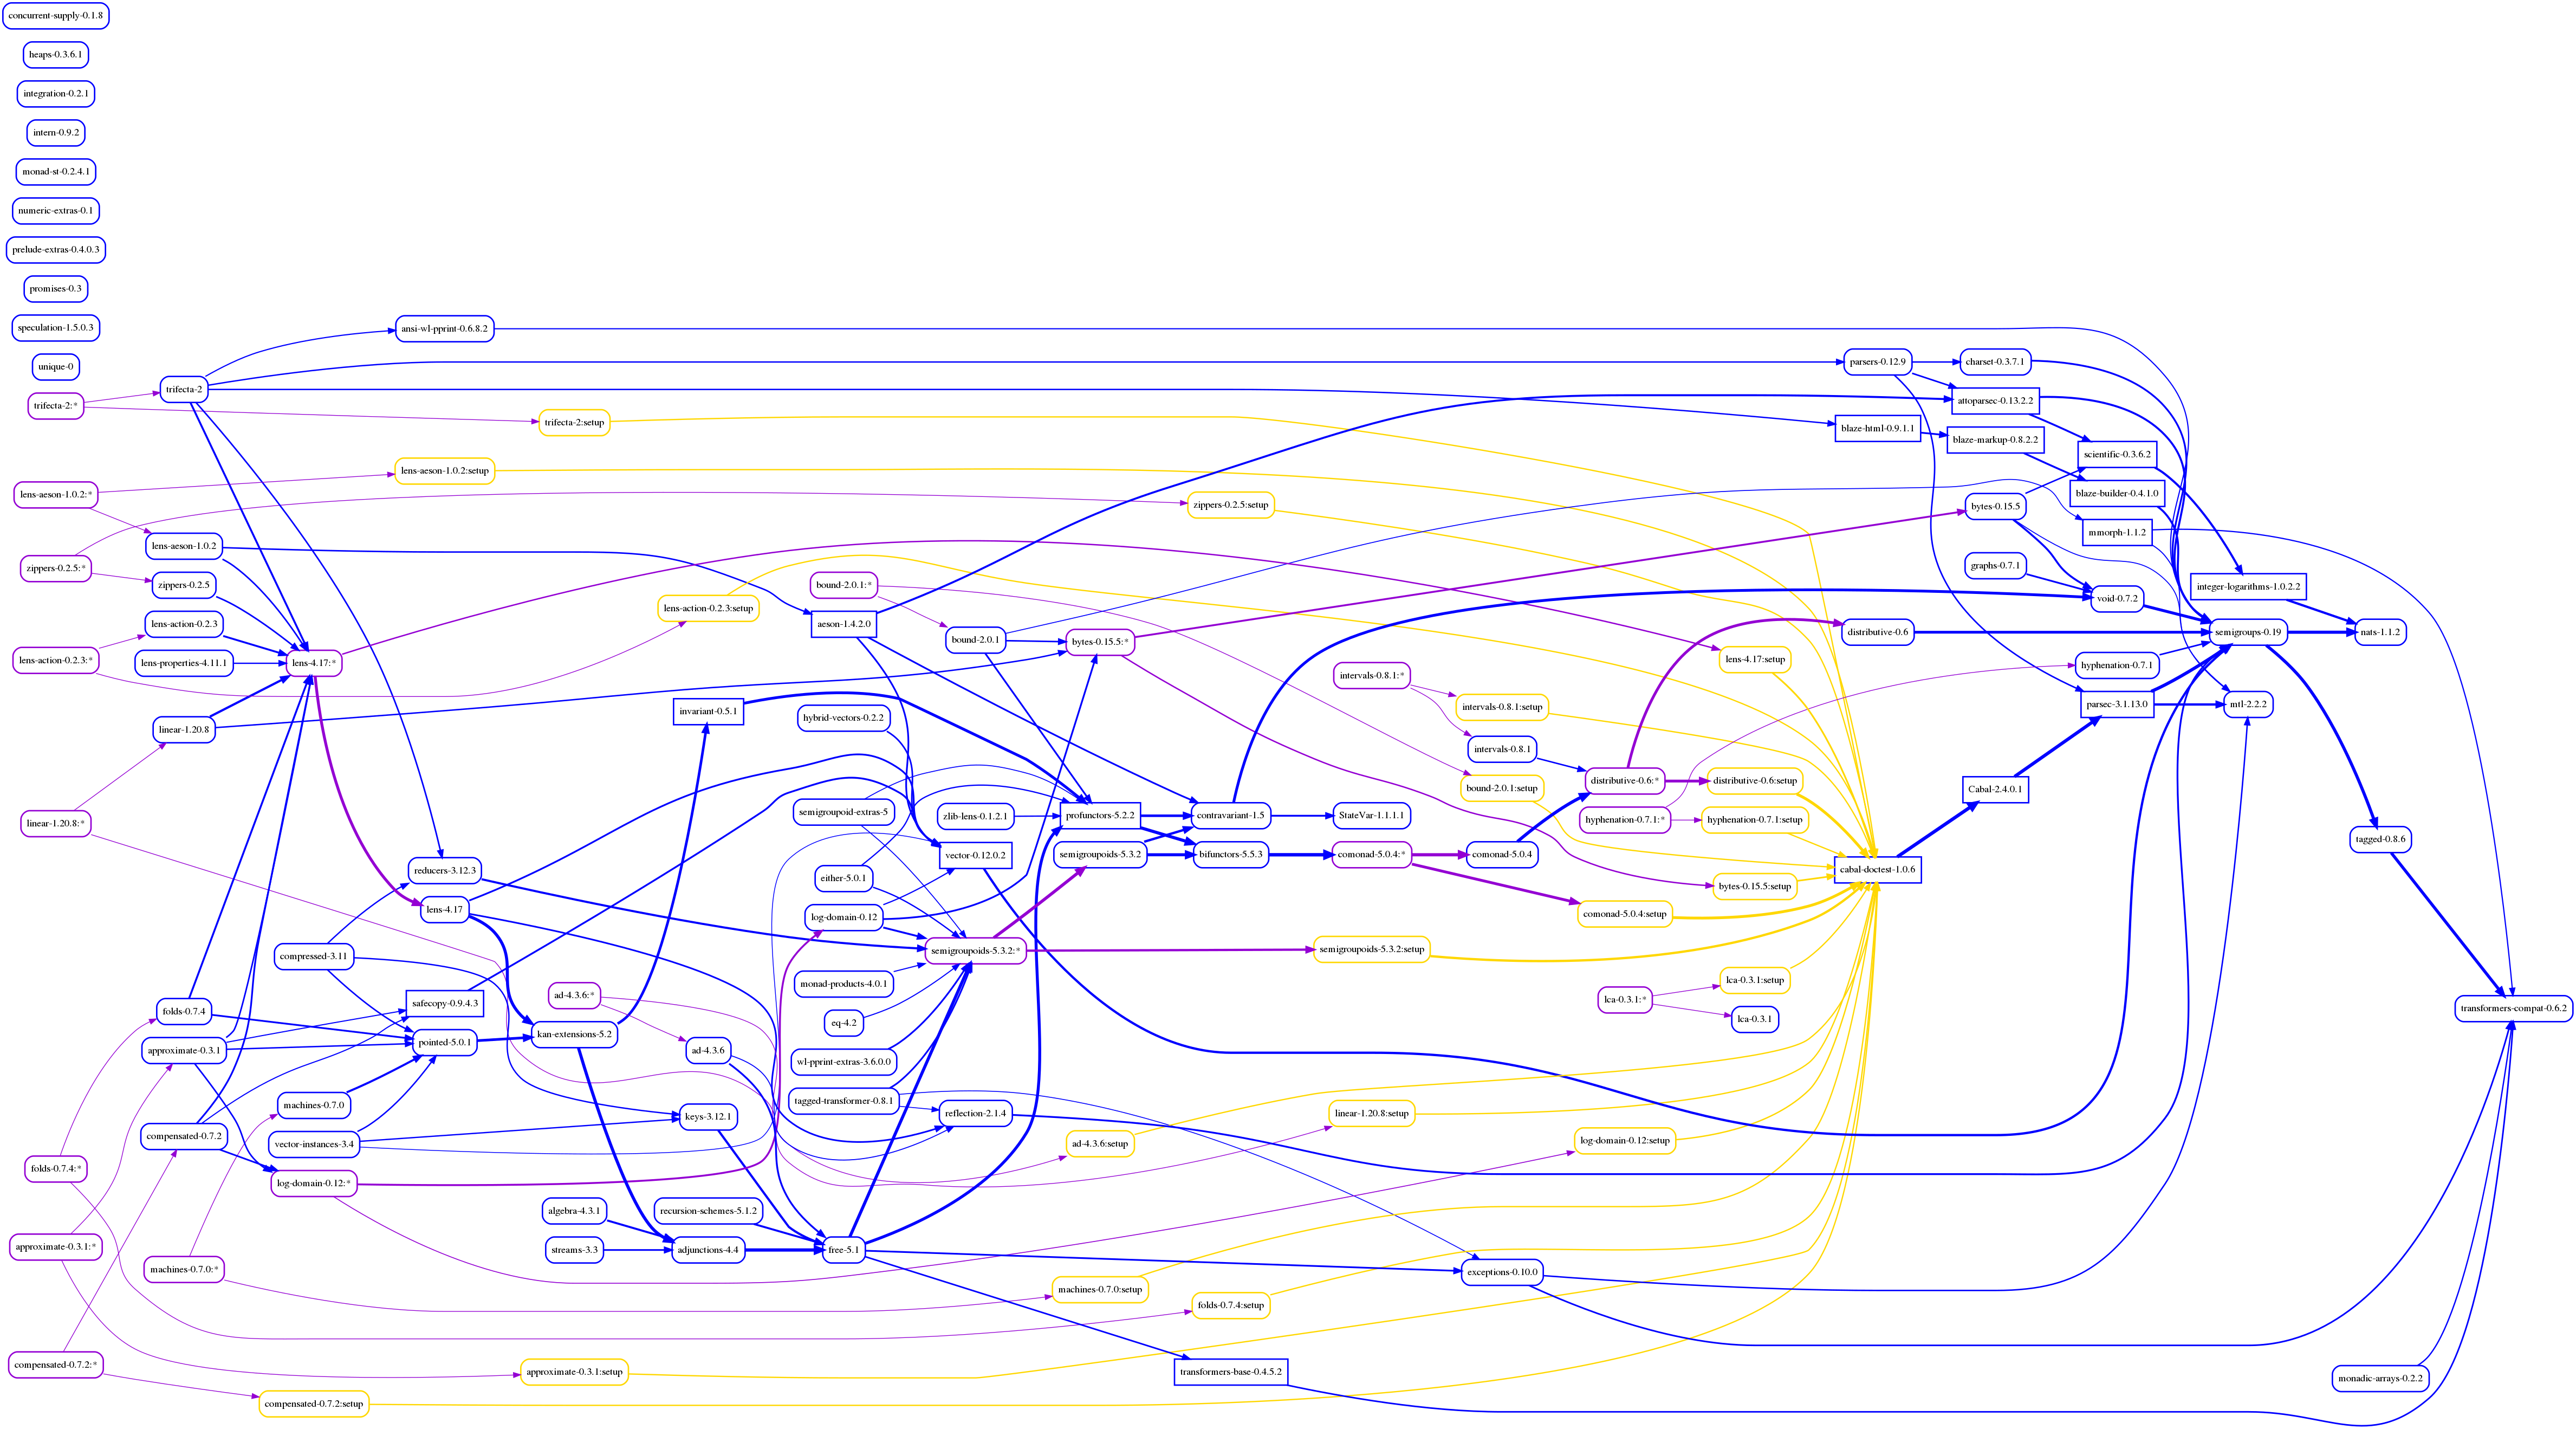 concurrent-supply-0.1.8
heaps-0.3.6.1
integration-0.2.1
intern-0.9.2
monad-st-0.2.4.1
numeric-extras-0.1
prelude-extras-0.4.0.3
promises-0.3
speculation-1.5.0.3
unique-0
trifecta-2:*
lens-aeson-1.0.2:*
zippers-0.2.5:*
lens-action-0.2.3:*
linear-1.20.8:*
folds-0.7.4:*
approximate-0.3.1:*
compensated-0.7.2:*
trifecta-2
lens-aeson-1.0.2
zippers-0.2.5
lens-action-0.2.3
lens-properties-4.11.1
linear-1.20.8
folds-0.7.4
approximate-0.3.1
compensated-0.7.2
machines-0.7.0:*
lens-4.17:*
compressed-3.11
machines-0.7.0
vector-instances-3.4
log-domain-0.12:*
compensated-0.7.2:setup
ansi-wl-pprint-0.6.8.2
lens-aeson-1.0.2:setup
reducers-3.12.3
lens-4.17
safecopy-0.9.4.3
pointed-5.0.1
trifecta-2:setup
ad-4.3.6:*
kan-extensions-5.2
algebra-4.3.1
streams-3.3
approximate-0.3.1:setup
lens-action-0.2.3:setup
invariant-0.5.1
ad-4.3.6
keys-3.12.1
recursion-schemes-5.1.2
adjunctions-4.4
bound-2.0.1:*
aeson-1.4.2.0
hybrid-vectors-0.2.2
semigroupoid-extras-5
either-5.0.1
log-domain-0.12
monad-products-4.0.1
eq-4.2
wl-pprint-extras-3.6.0.0
tagged-transformer-0.8.1
free-5.1
bound-2.0.1
zlib-lens-0.1.2.1
vector-0.12.0.2
semigroupoids-5.3.2:*
reflection-2.1.4
bytes-0.15.5:*
profunctors-5.2.2
semigroupoids-5.3.2
ad-4.3.6:setup
machines-0.7.0:setup
zippers-0.2.5:setup
contravariant-1.5
bifunctors-5.5.3
folds-0.7.4:setup
transformers-base-0.4.5.2
intervals-0.8.1:*
StateVar-1.1.1.1
comonad-5.0.4:*
semigroupoids-5.3.2:setup
linear-1.20.8:setup
intervals-0.8.1:setup
intervals-0.8.1
bound-2.0.1:setup
comonad-5.0.4
exceptions-0.10.0
distributive-0.6:*
hyphenation-0.7.1:*
comonad-5.0.4:setup
lca-0.3.1:*
log-domain-0.12:setup
lens-4.17:setup
distributive-0.6:setup
hyphenation-0.7.1:setup
bytes-0.15.5:setup
lca-0.3.1:setup
lca-0.3.1
parsers-0.12.9
blaze-html-0.9.1.1
distributive-0.6
cabal-doctest-1.0.6
charset-0.3.7.1
attoparsec-0.13.2.2
blaze-markup-0.8.2.2
bytes-0.15.5
graphs-0.7.1
Cabal-2.4.0.1
scientific-0.3.6.2
blaze-builder-0.4.1.0
mmorph-1.1.2
void-0.7.2
hyphenation-0.7.1
parsec-3.1.13.0
integer-logarithms-1.0.2.2
semigroups-0.19
mtl-2.2.2
nats-1.1.2
tagged-0.8.6
monadic-arrays-0.2.2
transformers-compat-0.6.2